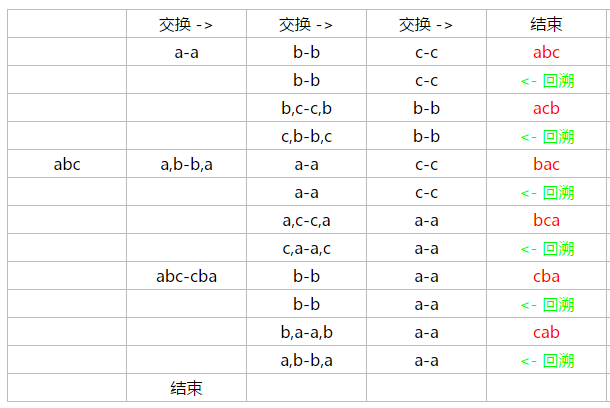 交换 -> 交换 -> 交换 -> 结束
a-a b-b c-c abc
b-b c-c <- 回溯
b,c-c,b b-b acb
c,b-b,c b-b <- 回溯
abc a,b-b,a a-a c-c bac
a-a c-c <- 回溯
a,c-c,a a-a bca
c,a-a,c a-a <- 回溯
abc-cba b-b a-a cba
b-b a-a <- 回溯
b,a-a,b a-a cab
a,b-b,a a-a <- 回溯
结束